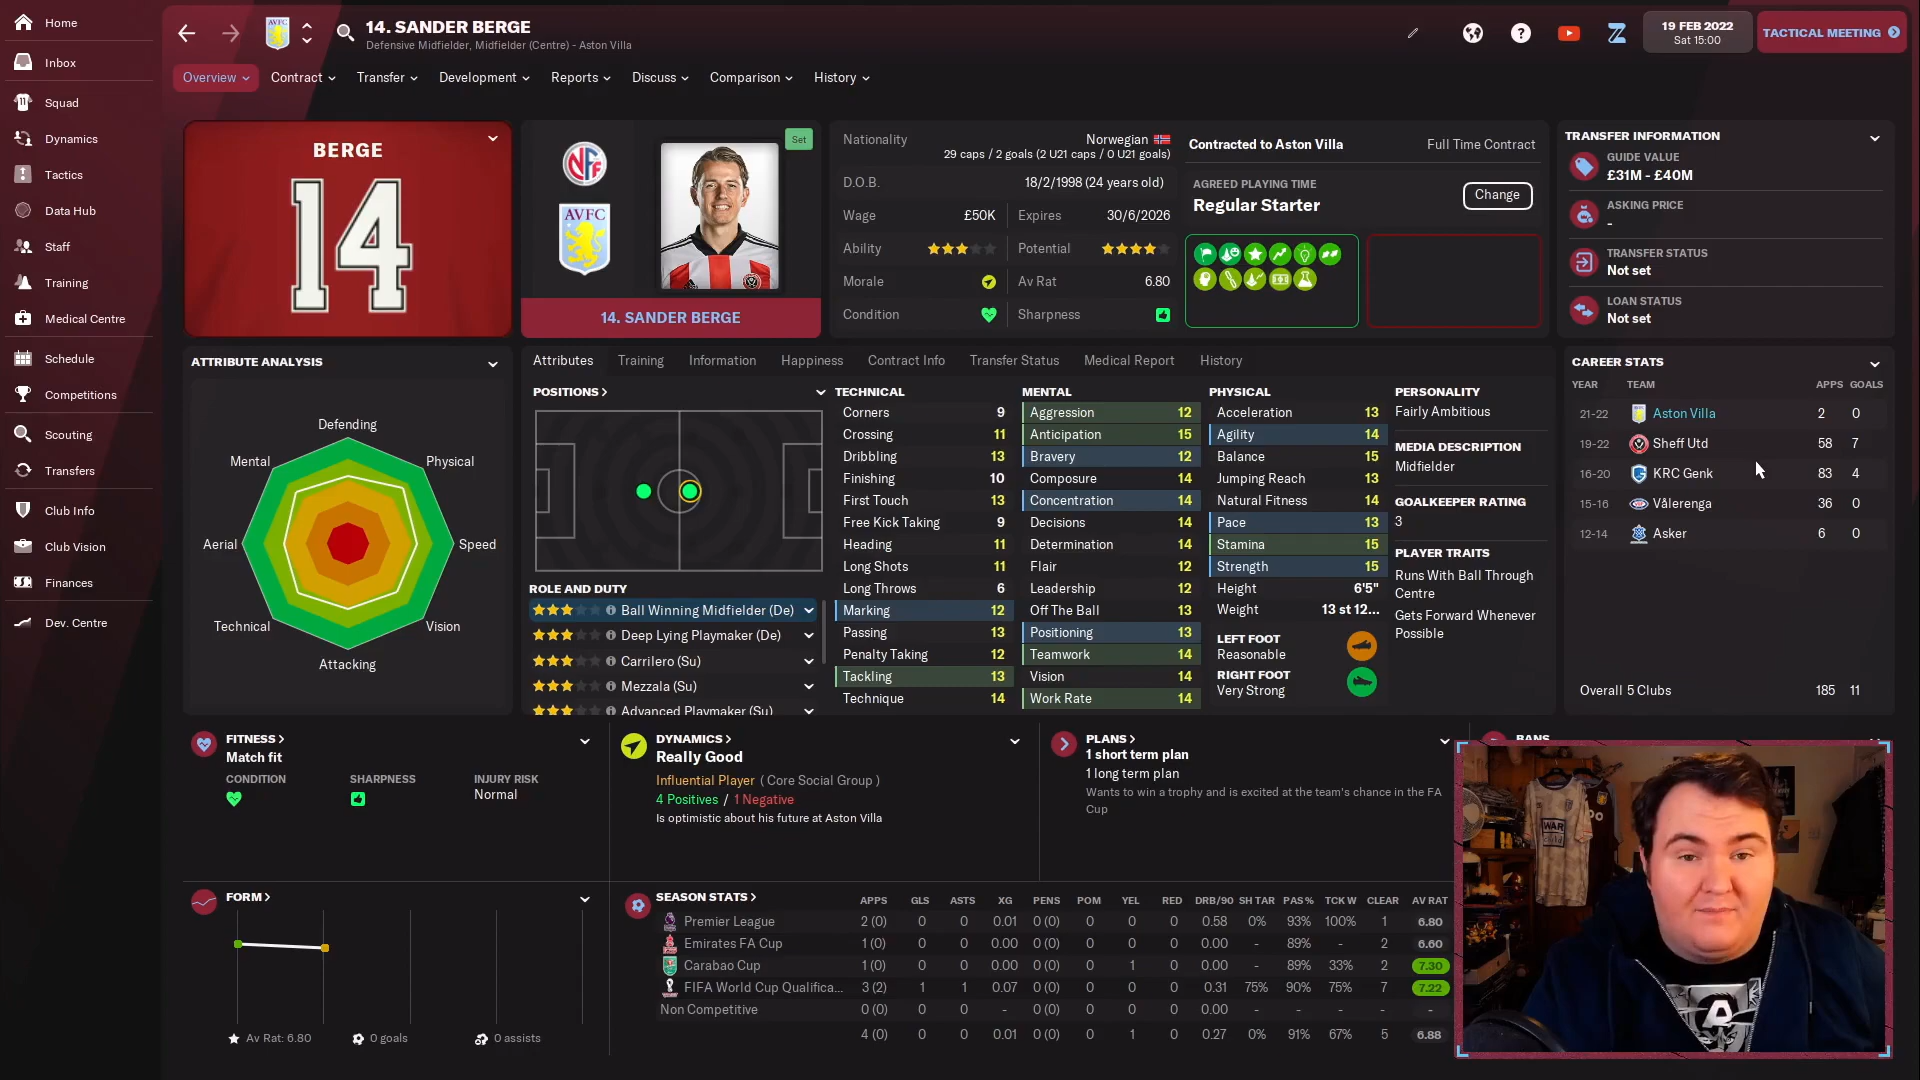 Home
Inbox
Squad
Dynamics
Tactics
Data Hub
Staff
Training
Medical Centre
Schedule
Competitions
Scouting
Transfers
Club Info
Club Vision
Finances
Dev. Centre
AVFC
14. SANDER BERGE
Defensive Midfielder, Midfielder (Centre) - Aston Villa
19 FEB 2022
Sat 15:00
TACTICAL MEETING
Overview Contract Transfer Development Reports Discuss Comparison History
BERGE
14
NFF
AVFC
Set
14. SANDER BERGE
Nationality Norwegian
29 caps / 2 goals (2 U21 caps / 0 U21 goals)
D.O.B. 18/2/1998 (24 years old)
Wage £50K Expires 30/6/2026
Ability Potential
Morale Av Rat 6.80
Condition Sharpness
Contracted to Aston Villa Full Time Contract
AGREED PLAYING TIME
Regular Starter
Change
TRANSFER INFORMATION
GUIDE VALUE
£31M - £40M
ASKING PRICE
-
TRANSFER STATUS
Not set
LOAN STATUS
Not set
ATTRIBUTE ANALYSIS
Defending
Mental Physical
Aerial Speed
Technical Vision
Attacking
Attributes Training Information Happiness Contract Info Transfer Status Medical Report History
POSITIONS >
ROLE AND DUTY
Ball Winning Midfielder (De)
Deep Lying Playmaker (De)
Carrilero (Su)
Mezzala (Su)
Advanced Playmaker (Su)
TECHNICAL
Corners 9
Crossing 11
Dribbling 13
Finishing 10
First Touch 13
Free Kick Taking 9
Heading 11
Long Shots 11
Long Throws 6
Marking 12
Passing 13
Penalty Taking 12
Tackling 13
Technique 14
MENTAL
Aggression 12
Anticipation 15
Bravery 12
Composure 14
Concentration 14
Decisions 14
Determination 14
Flair 12
Leadership 12
Off The Ball 13
Positioning 13
Teamwork 14
Vision 14
Work Rate 14
PHYSICAL
Acceleration 13
Agility 14
Balance 15
Jumping Reach 13
Natural Fitness 14
Pace 13
Stamina 15
Strength 15
Height 6'5"
Weight 13 st 12...
LEFT FOOT
Reasonable
RIGHT FOOT
Very Strong
PERSONALITY
Fairly Ambitious
MEDIA DESCRIPTION
Midfielder
GOALKEEPER RATING
3
PLAYER TRAITS
Runs With Ball Through
Centre
Gets Forward Whenever
Possible
CAREER STATS
YEAR TEAM APPS GOALS
21-22 Aston Villa 2 0
19-22 Sheff Utd 58 7
16-20 KRC Genk 83 4
15-16 Vålerenga 36 0
12-14 Asker 6 0
Overall 5 Clubs 185 11
FITNESS >
Match fit
CONDITION SHARPNESS INJURY RISK
Normal
DYNAMICS >
Really Good
Influential Player ( Core Social Group )
4 Positives / 1 Negative
Is optimistic about his future at Aston Villa
PLANS >
1 short term plan
1 long term plan
Wants to win a trophy and is excited at the team's chance in the FA
Cup
BANS
FORM >
Av Rat: 6.80 0 goals 0 assists
SEASON STATS > APPS GLS ASTS XG PENS POM YEL RED DRB/90 SH TAR PAS % TCK W CLEAR AV RAT
Premier League 2 (0) 0 0 0.01 0 (0) 0 0 0 0.58 0% 93% 100% 1 6.80
Emirates FA Cup 1 (0) 0 0 0.00 0 (0) 0 0 0 0.00 - 89% - 2 6.60
Carabao Cup 1 (0) 0 0 0.00 0 (0) 0 1 0 0.00 - 89% 33% 2 7.30
FIFA World Cup Qualifica... 3 (2) 1 1 0.07 0 (0) 0 0 0 0.31 75% 90% 75% 7 7.22
Non Competitive 0 (0) 0 0 - 0 (0) 0 0 0 0.00 - - - - -
4 (0) 0 0 0.01 0 (0) 0 1 0 0.27 0% 91% 67% 5 6.88
WAR